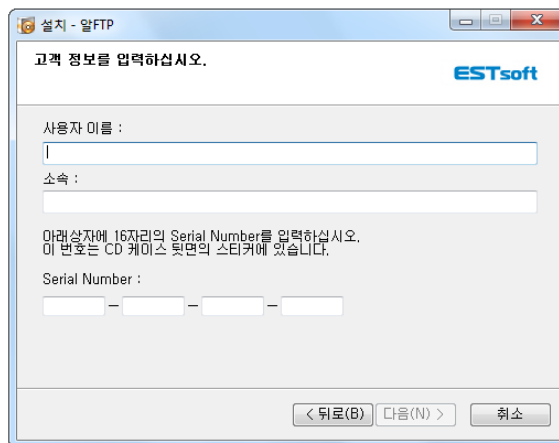 설치 - 알FTP
고객 정보를 입력하십시오.
ESTsoft
사용자 이름 :
소속 :
아래상자에 16자리의 Serial Number를 입력하십시오.
이 번호는 CD 케이스 뒷면의 스티커에 있습니다.
Serial Number :
– – –
< 뒤로(B) 다음(N) > 취소